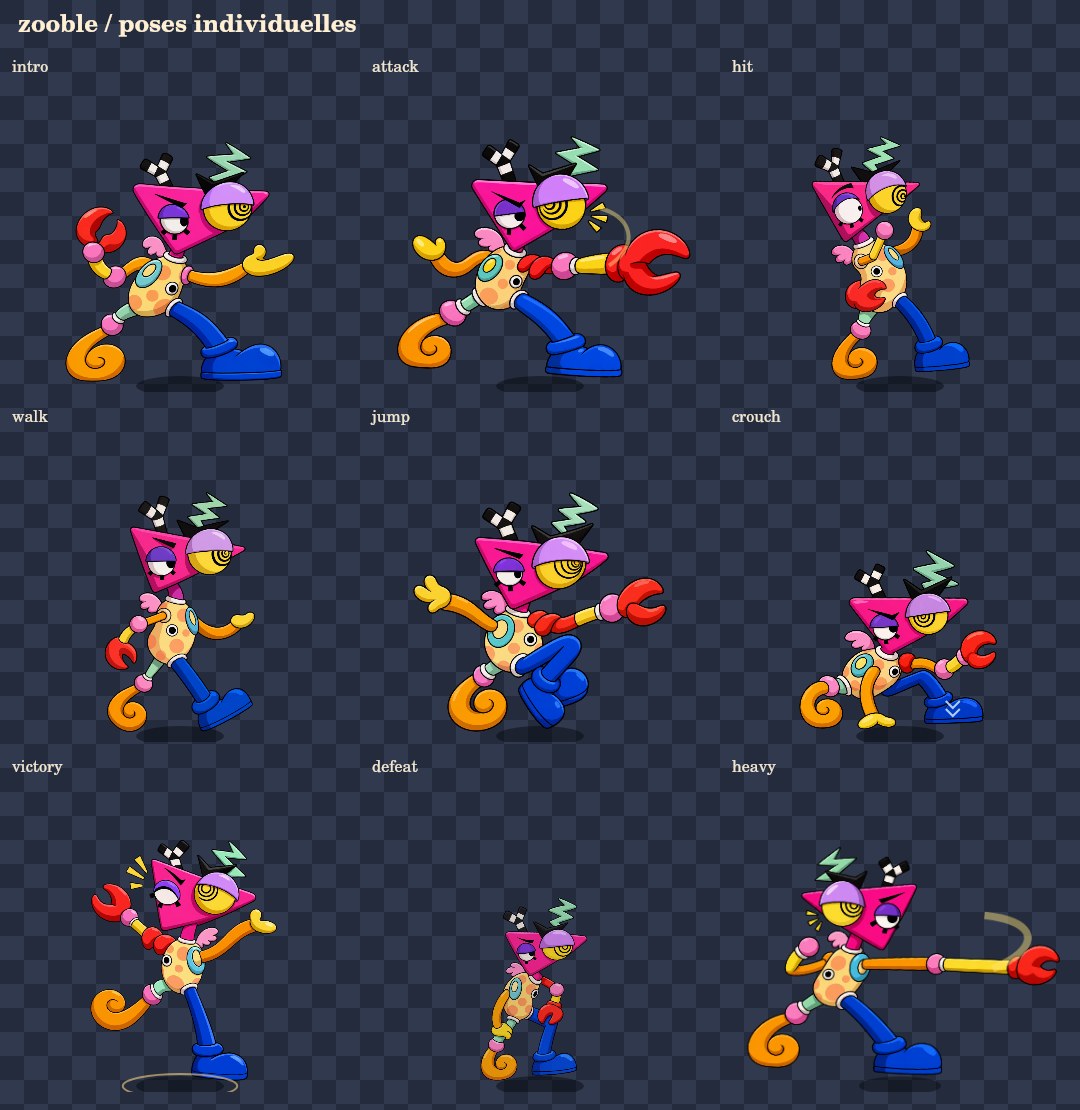 zooble / poses individuelles
intro
attack
hit
walk
jump
crouch
victory
defeat
heavy